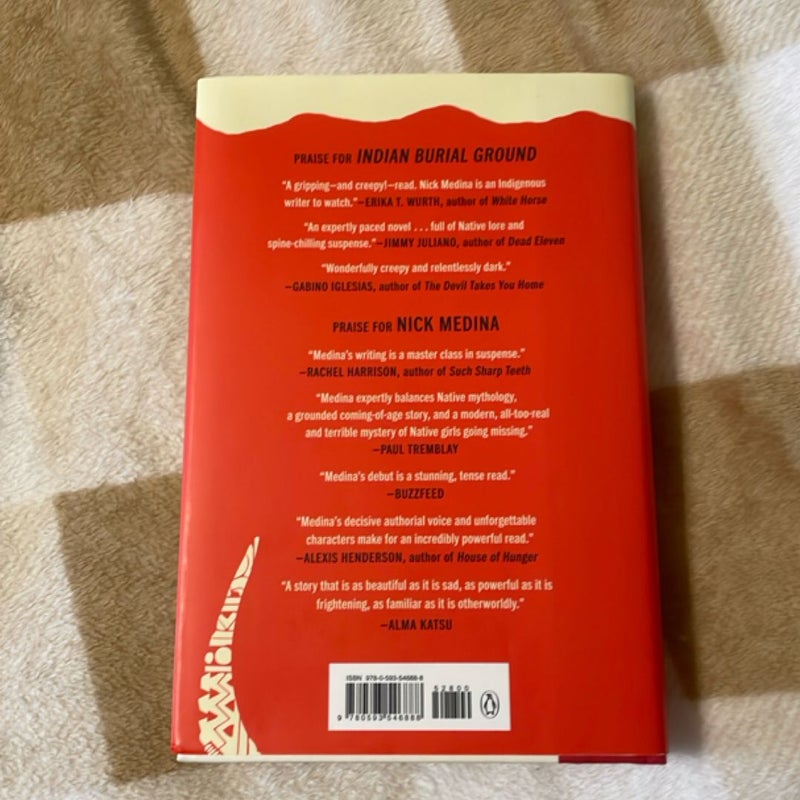 PRAISE FOR INDIAN BURIAL GROUND
“A gripping—and creepy!—read. Nick Medina is an Indigenous
writer to watch.”—ERIKA T. WURTH, author of White Horse
“An expertly paced novel . . . full of Native lore and
spine-chilling suspense.”—JIMMY JULIANO, author of Dead Eleven
“Wonderfully creepy and relentlessly dark.”
—GABINO IGLESIAS, author of The Devil Takes You Home
PRAISE FOR NICK MEDINA
“Medina’s writing is a master class in suspense.”
—RACHEL HARRISON, author of Such Sharp Teeth
“Medina expertly balances Native mythology,
a grounded coming-of-age story, and a modern, all-too-real
and terrible mystery of Native girls going missing.”
—PAUL TREMBLAY
“Medina’s debut is a stunning, tense read.”
—BUZZFEED
“Medina’s decisive authorial voice and unforgettable
characters make for an incredibly powerful read.”
—ALEXIS HENDERSON, author of House of Hunger
“A story that is as beautiful as it is sad, as powerful as it is
frightening, as familiar as it is otherworldly.”
—ALMA KATSU
ISBN 978-0-593-54688-8
52800
9 780593 546888